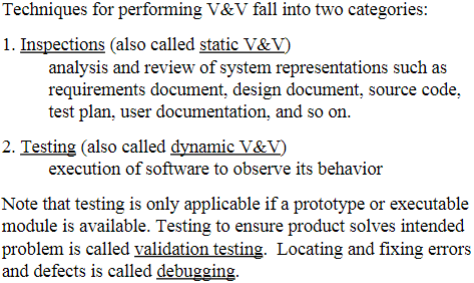 Techniques for performing V&V fall into two categories:
1. Inspections (also called static V&V)
analysis and review of system representations such as
requirements document, design document, source code,
test plan, user documentation, and so on.
2. Testing (also called dynamic V&V)
execution of software to observe its behavior
Note that testing is only applicable if a prototype or executable
module is available. Testing to ensure product solves intended
problem is called validation testing.  Locating and fixing errors
and defects is called debugging.